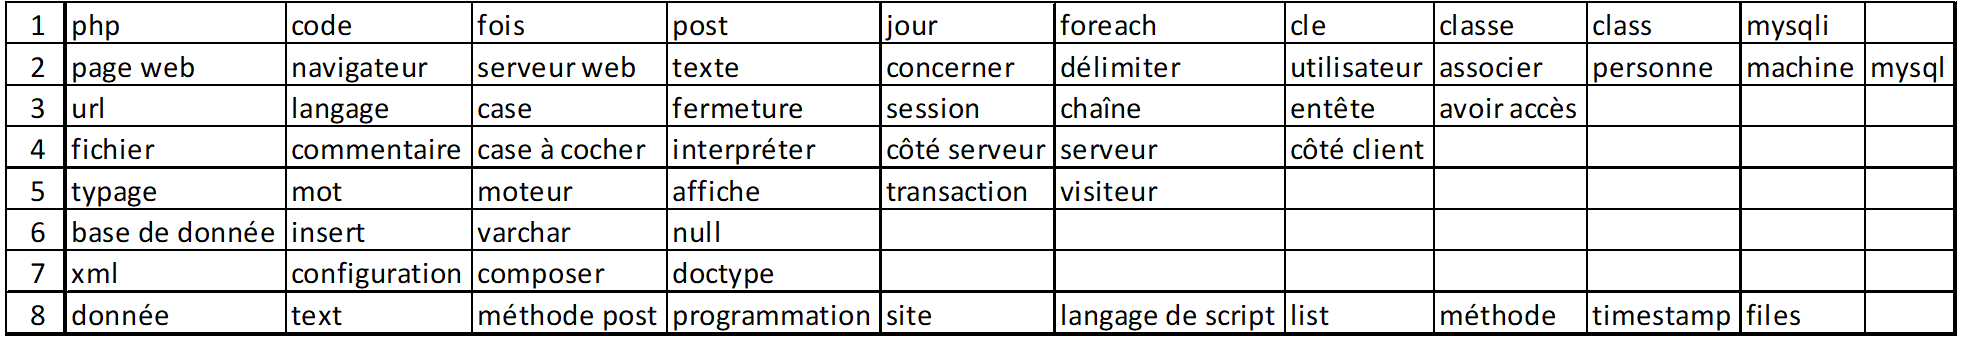 1 php code fois post jour foreach cle classe class mysqli
2 page web navigateur serveur web texte concerner délimiter utilisateur associer personne machine mysql
3 url langage case fermeture session chaîne entête avoir accès
4 fichier commentaire case à cocher interpréter côté serveur serveur côté client
5 typage mot moteur affiche transaction visiteur
6 base de donnée insert varchar null
7 xml configuration composer doctype
8 donnée text méthode post programmation site langage de script list méthode timestamp files